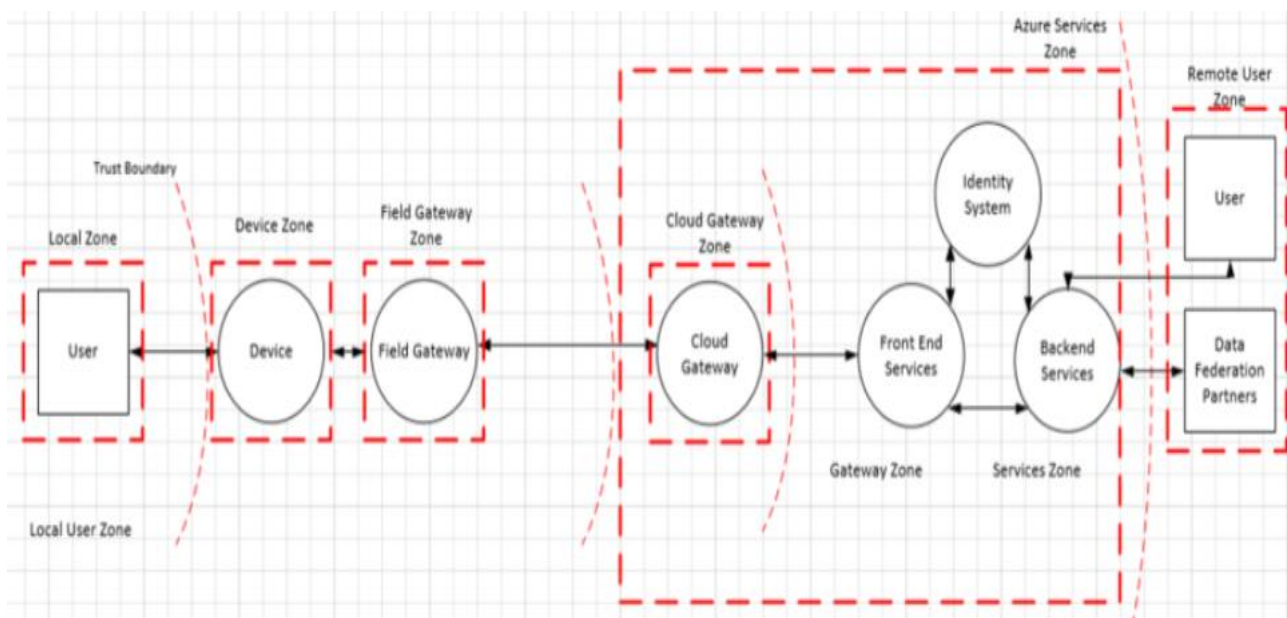 Azure Services
Zone
Remote User
Zone
Trust Boundary
Local Zone
Device Zone
Field Gateway
Zone
Cloud Gateway
Zone
Identity
System
User
User
Device
Field Gateway
Cloud
Gateway
Front End
Services
Backend
Services
Data
Federation
Partners
Gateway Zone
Services Zone
Local User Zone